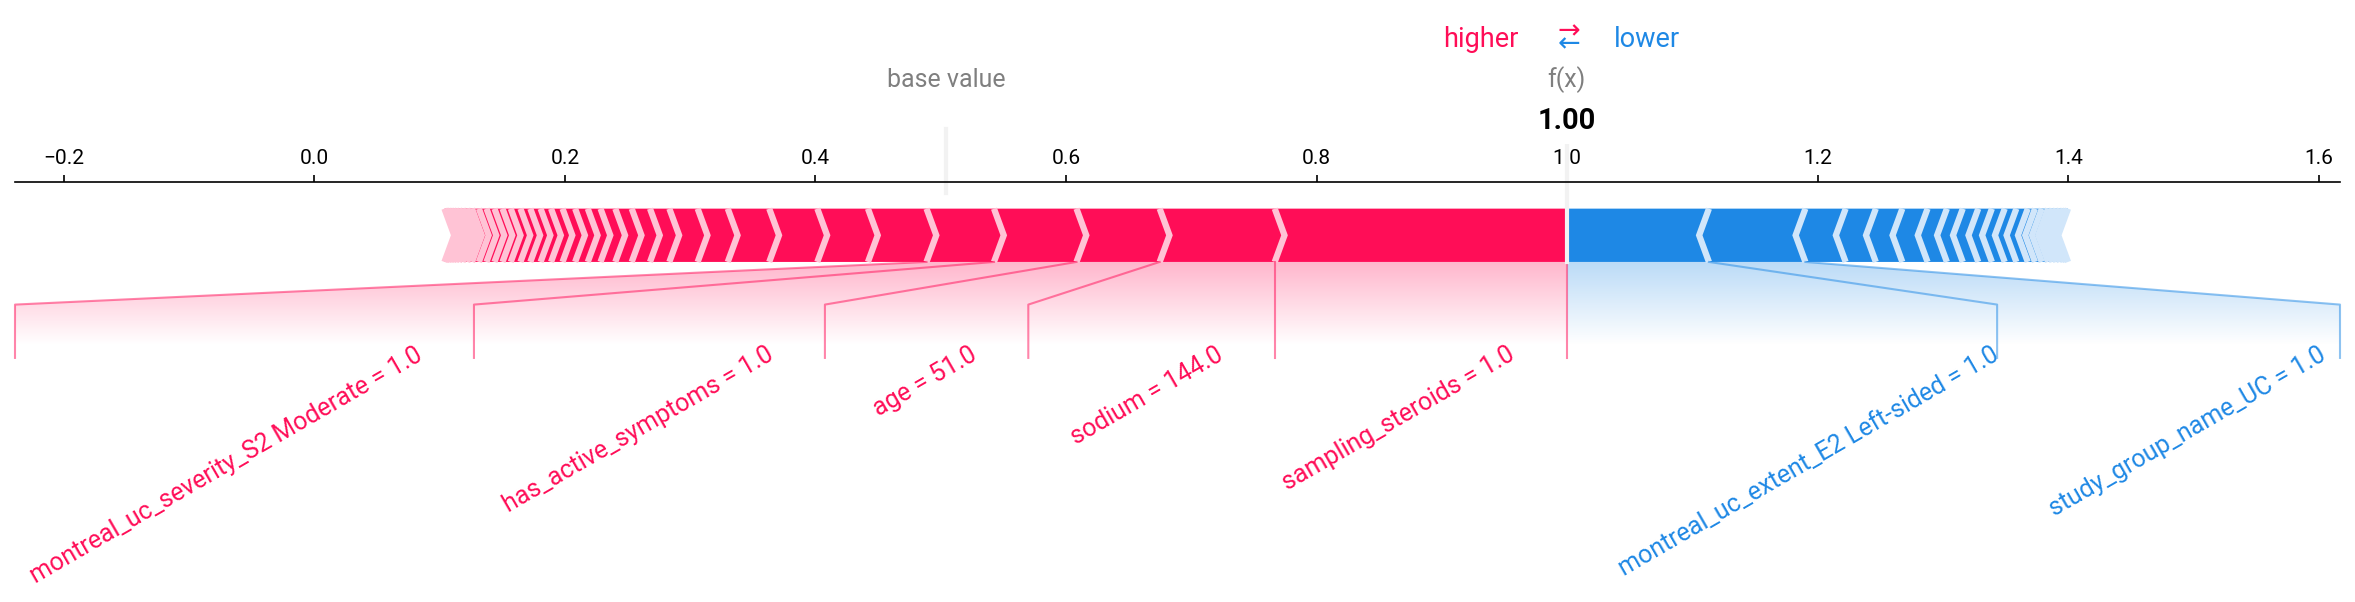 higher ⇄ lower
base value f(x)
1.00
−0.2 0.0 0.2 0.4 0.6 0.8 1.0 1.2 1.4 1.6
montreal_uc_severity_S2 Moderate = 1.0
has_active_symptoms = 1.0
age = 51.0
sodium = 144.0
sampling_steroids = 1.0
montreal_uc_extent_E2 Left-sided = 1.0
study_group_name_UC = 1.0